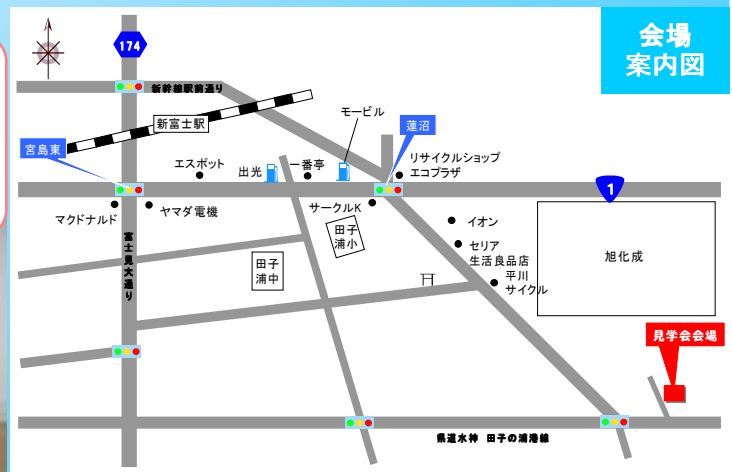 会場
案内図
174
新幹線駅前通り
新富士駅
モービル
蓮沼
宮島東
エスポット
出光
一番亭
リサイクルショップ
エコプラザ
1
マクドナルド
ヤマダ電機
サークルK
イオン
田子
浦小
セリア
生活良品店
旭化成
富士見大通り
田子
浦中
平川
サイクル
見学会会場
県道水神 田子の浦港線